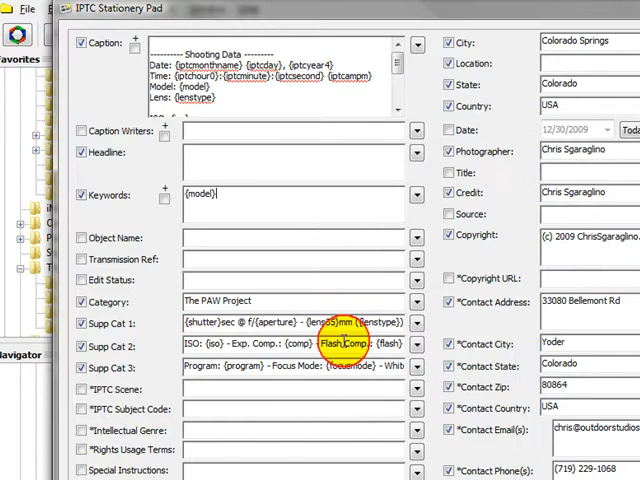 File
IPTC Stationery Pad
avorites
Navigator
Caption:
---------- Shooting Data ---------
Date: {iptcmonthname} {iptcday}, {iptcyear4}
Time: {iptchour0}:{iptcminute}:{iptcsecond} {iptcampm}
Model: {model}
Lens: {lenstype}
Caption Writers:
Headline:
Keywords:
{model}
Object Name:
Transmission Ref:
Edit Status:
Category:
The PAW Project
Supp Cat 1:
{shutter}sec @ f/{aperture} - {lens35}mm ({lenstype})
Supp Cat 2:
ISO: {iso} - Exp. Comp.: {comp} - Flash Comp.: {flash}
Supp Cat 3:
Program: {program} - Focus Mode: {focusmode} - White
*IPTC Scene:
*IPTC Subject Code:
*Intellectual Genre:
*Rights Usage Terms:
Special Instructions:
City:
Colorado Springs
Location:
State:
Colorado
Country:
USA
Date:
12/30/2009
Toda
Photographer:
Chris Sgaraglino
Title:
Credit:
Chris Sgaraglino
Source:
Copyright:
(c) 2009 ChrisSgaraglino
*Copyright URL:
*Contact Address:
33080 Bellemont Rd
*Contact City:
Yoder
*Contact State:
Colorado
*Contact Zip:
80864
*Contact Country:
USA
*Contact Email(s):
chris@outdoorstudios
*Contact Phone(s):
(719) 229-1068